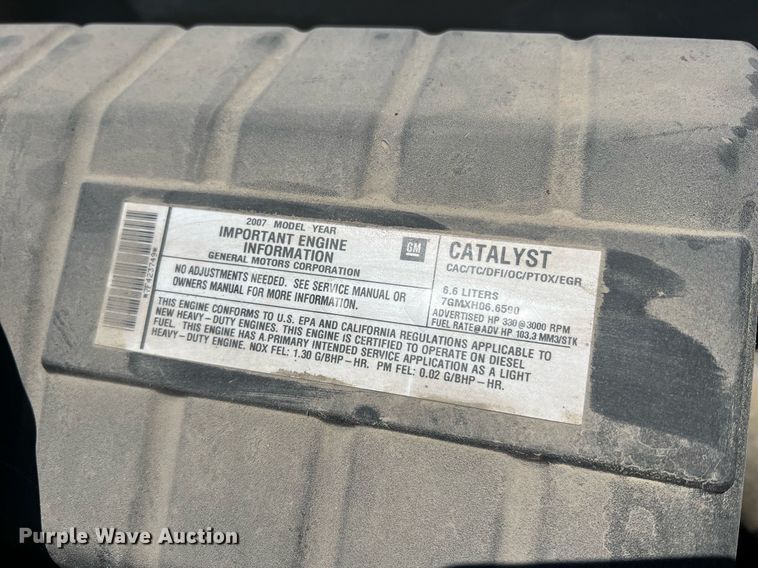 2007 MODEL YEAR
IMPORTANT ENGINE
INFORMATION
GENERAL MOTORS CORPORATION
GM
NO ADJUSTMENTS NEEDED. SEE SERVICE MANUAL OR
OWNERS MANUAL FOR MORE INFORMATION.
CATALYST
CAC/TC/DFI/OC/PTOX/EGR
6.6 LITERS
7GMXH06.6590
ADVERTISED HP 330@3000 RPM
FUEL RATE@ADV HP 103.3 MM3/STK
THIS ENGINE CONFORMS TO U.S. EPA AND CALIFORNIA REGULATIONS APPLICABLE TO
NEW HEAVY-DUTY ENGINES. THIS ENGINE IS CERTIFIED TO OPERATE ON DIESEL
FUEL. THIS ENGINE HAS A PRIMARY INTENDED SERVICE APPLICATION AS A LIGHT
HEAVY-DUTY ENGINE. NOX FEL: 1.30 G/BHP-HR. PM FEL: 0.02 G/BHP-HR.
Purple Wave Auction